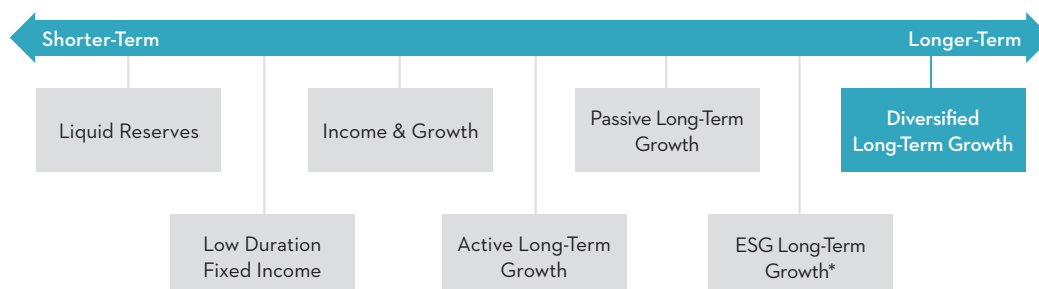 Shorter-Term
Longer-Term
Liquid Reserves
Income & Growth
Passive Long-Term
Growth
Diversified
Long-Term Growth
Low Duration
Fixed Income
Active Long-Term
Growth
ESG Long-Term
Growth*